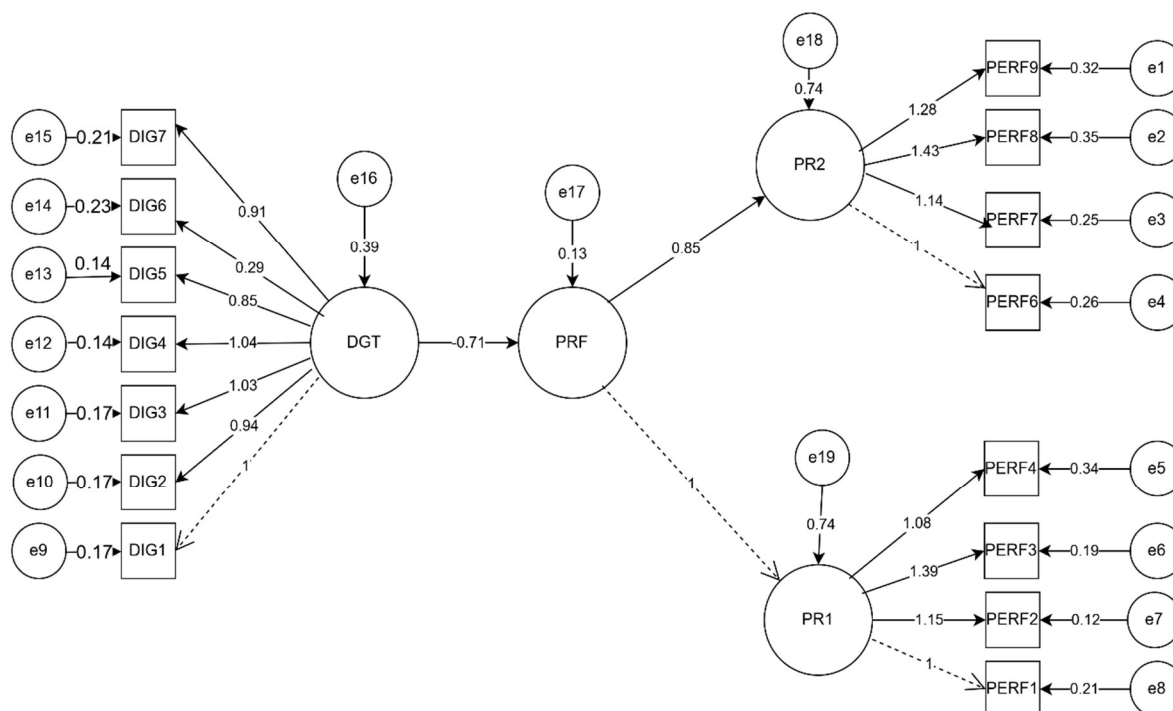 e18
PERF9
0.32
e1
0.74
1.28
e15
0.21
DIG7
PERF8
0.35
e2
1.43
PR2
e16
e17
1.14
e14
0.23
DIG6
0.91
PERF7
0.25
e3
0.29
0.39
0.13
0.85
1
e13
0.14
DIG5
0.85
PERF6
0.26
e4
e12
0.14
DIG4
1.04
DGT
-0.71
PRF
1.03
e11
0.17
DIG3
0.94
e19
PERF4
0.34
e5
1
e10
0.17
DIG2
1
0.74
1.08
e9
0.17
DIG1
1.39
PERF3
0.19
e6
PR1
1.15
PERF2
0.12
e7
1
PERF1
0.21
e8